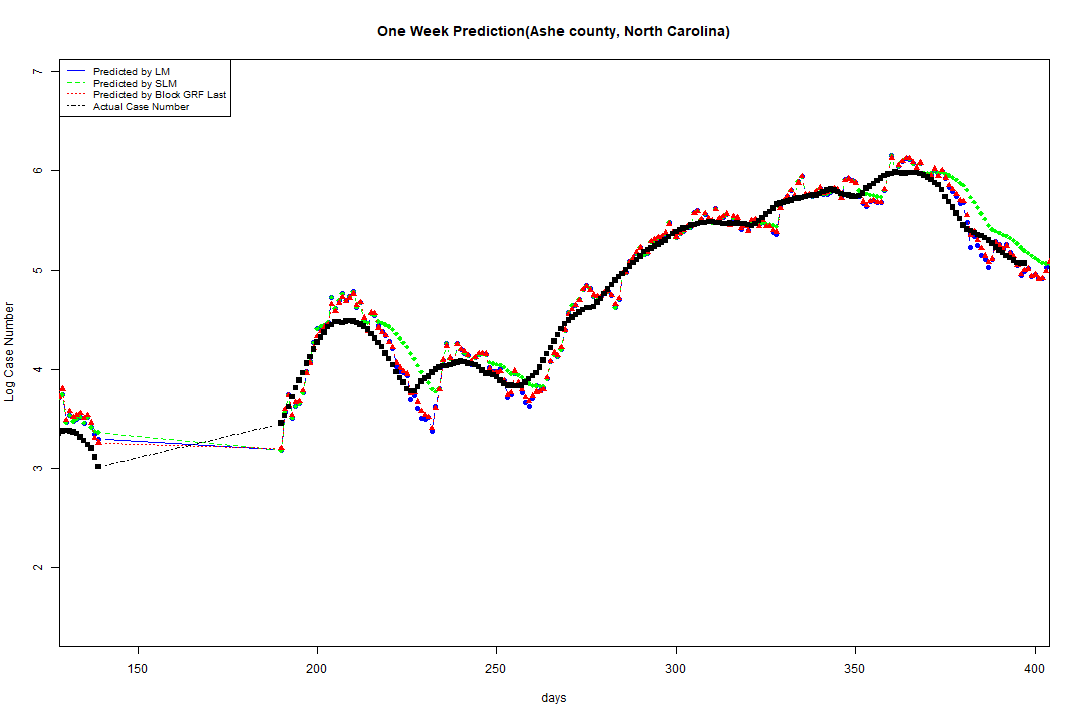 One Week Prediction(Ashe county, North Carolina)
Predicted by LM
Predicted by SLM
Predicted by Block GRF Last
Actual Case Number
Log Case Number
7
6
5
4
3
2
150 200 250 300 350 400
days